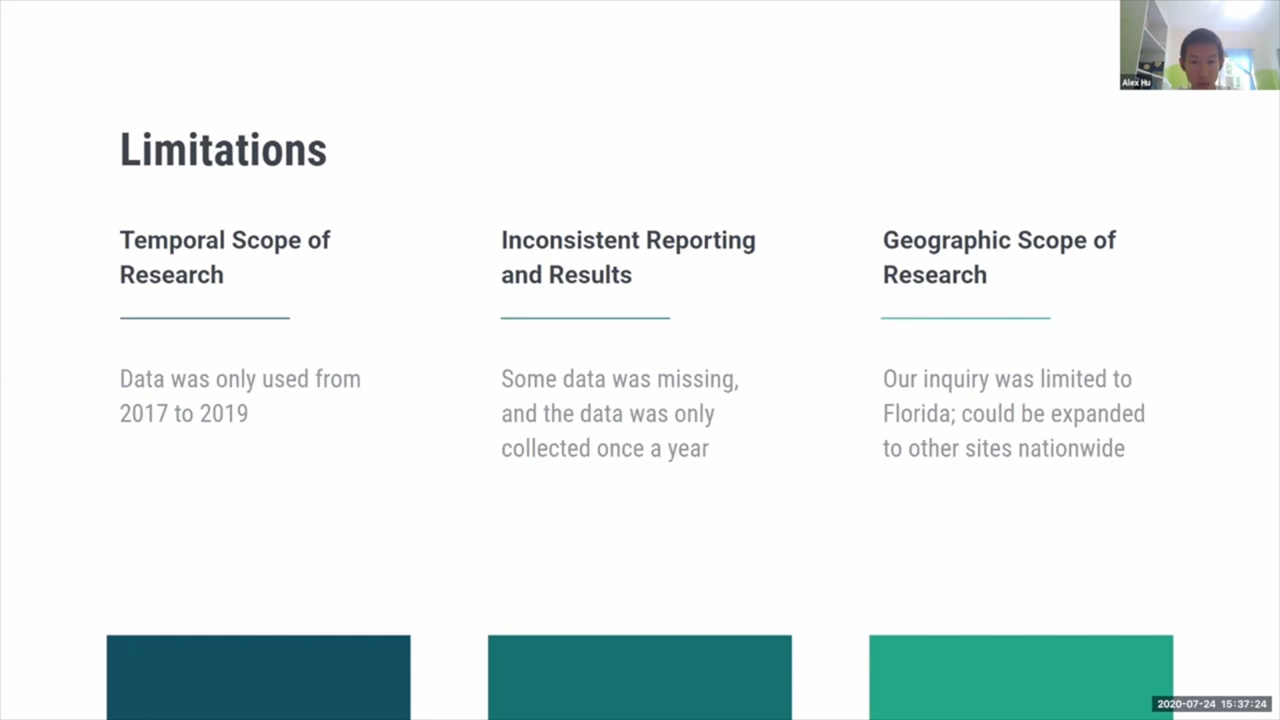 Alex Hu
Limitations
Temporal Scope of
Research
Data was only used from
2017 to 2019
Inconsistent Reporting
and Results
Some data was missing,
and the data was only
collected once a year
Geographic Scope of
Research
Our inquiry was limited to
Florida; could be expanded
to other sites nationwide
2020-07-24 15:37:24